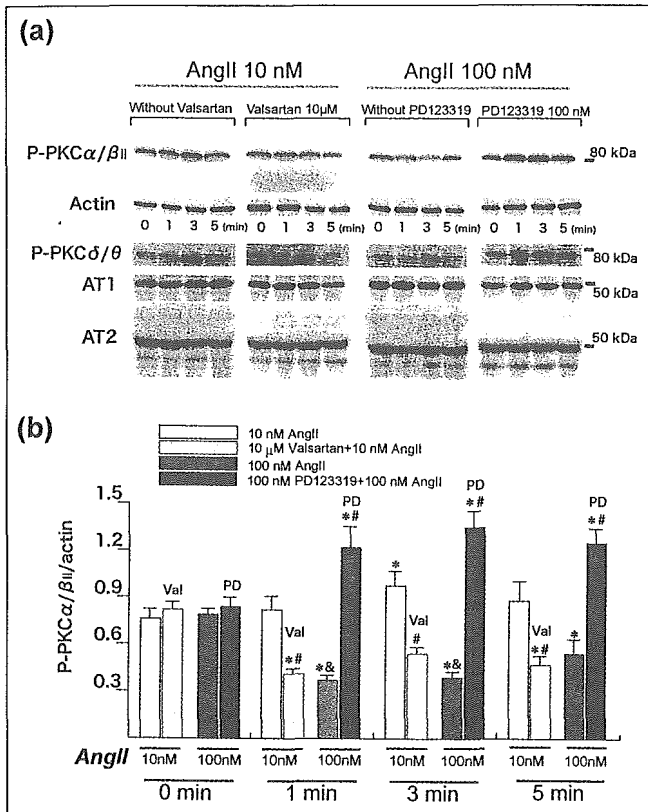 (a)
AngII 10 nM AngII 100 nM
Without Valsartan Valsartan 10μM Without PD123319 PD123319 100 nM
P-PKCα/βII 80 kDa
Actin
0 1 3 5 (min) 0 1 3 5 (min) 0 1 3 5 (min) 0 1 3 5 (min)
P-PKCδ/θ 80 kDa
AT1 50 kDa
AT2 50 kDa
(b)
10 nM AngII
10 μM Valsartan+10 nM AngII
100 nM AngII
100 nM PD123319+100 nM AngII
P-PKCα/βII/actin
1.5
1.2
0.9
0.6
0.3
Val PD
Val *# *& PD *#
* Val # *& PD *#
Val *# * PD *#
AngII 10nM 100nM 10nM 100nM 10nM 100nM 10nM 100nM
0 min 1 min 3 min 5 min